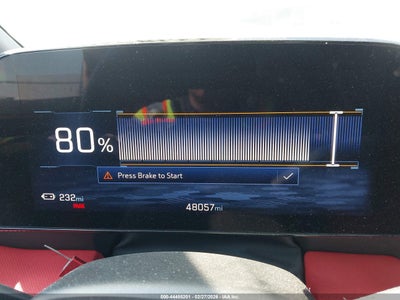 80%
Press Brake to Start
232mi
48057mi